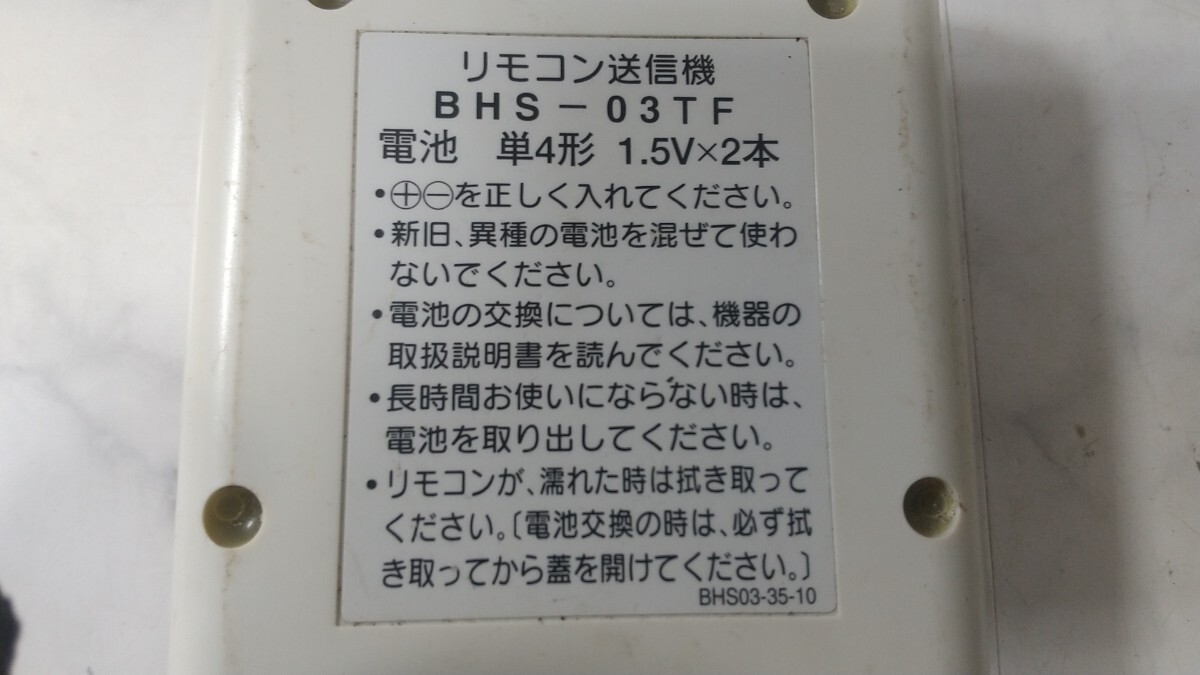 リモコン送信機
BHS－03TF
電池 単4形 1.5V×2本
•⊕⊖を正しく入れてください。
•新旧、異種の電池を混ぜて使わ
ないでください。
•電池の交換については、機器の
取扱説明書を読んでください。
•長時間お使いにならない時は、
電池を取り出してください。
•リモコンが、濡れた時は拭き取って
ください。〔電池交換の時は、必ず拭
き取ってから蓋を開けてください。〕
BHS03-35-10